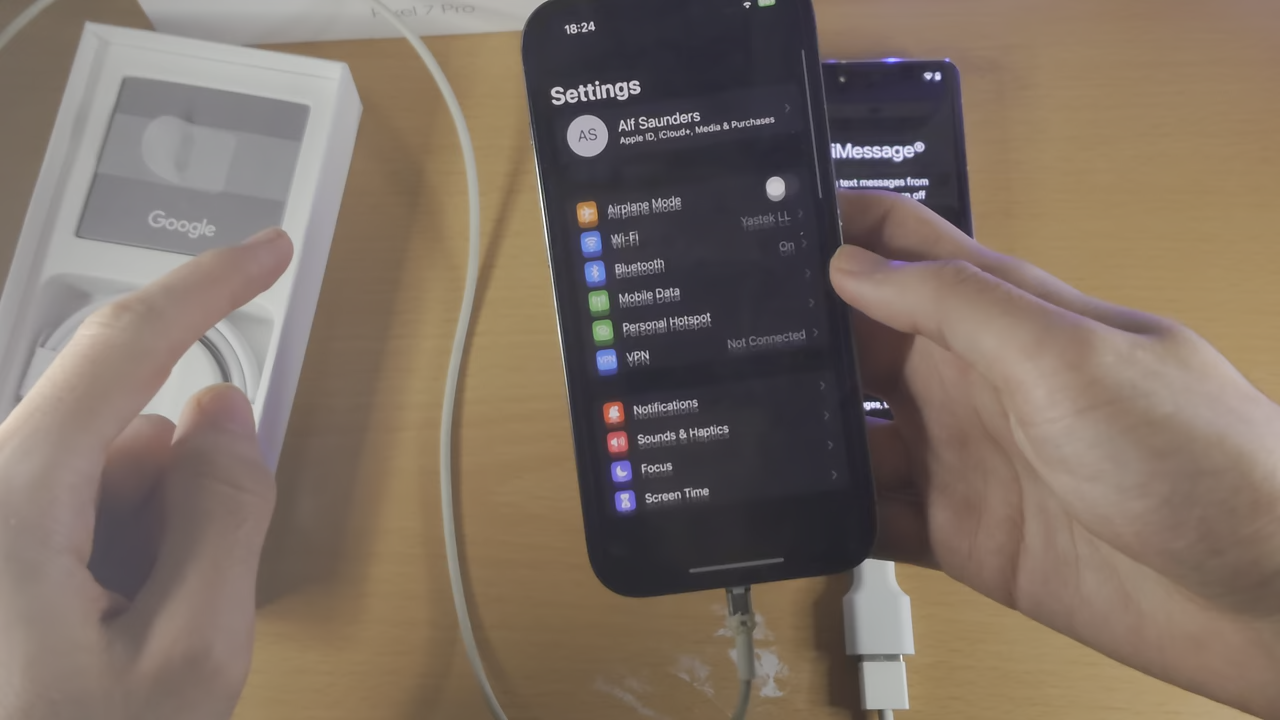 Pixel 7 Pro
Google
18:24
Settings
AS
Alf Saunders
Apple ID, iCloud+, Media & Purchases
Airplane Mode
Wi-Fi
Yastek LL
Bluetooth
On
Mobile Data
Personal Hotspot
VPN
VPN
Not Connected
Notifications
Sounds & Haptics
Focus
Screen Time
iMessage®
text messages from
off